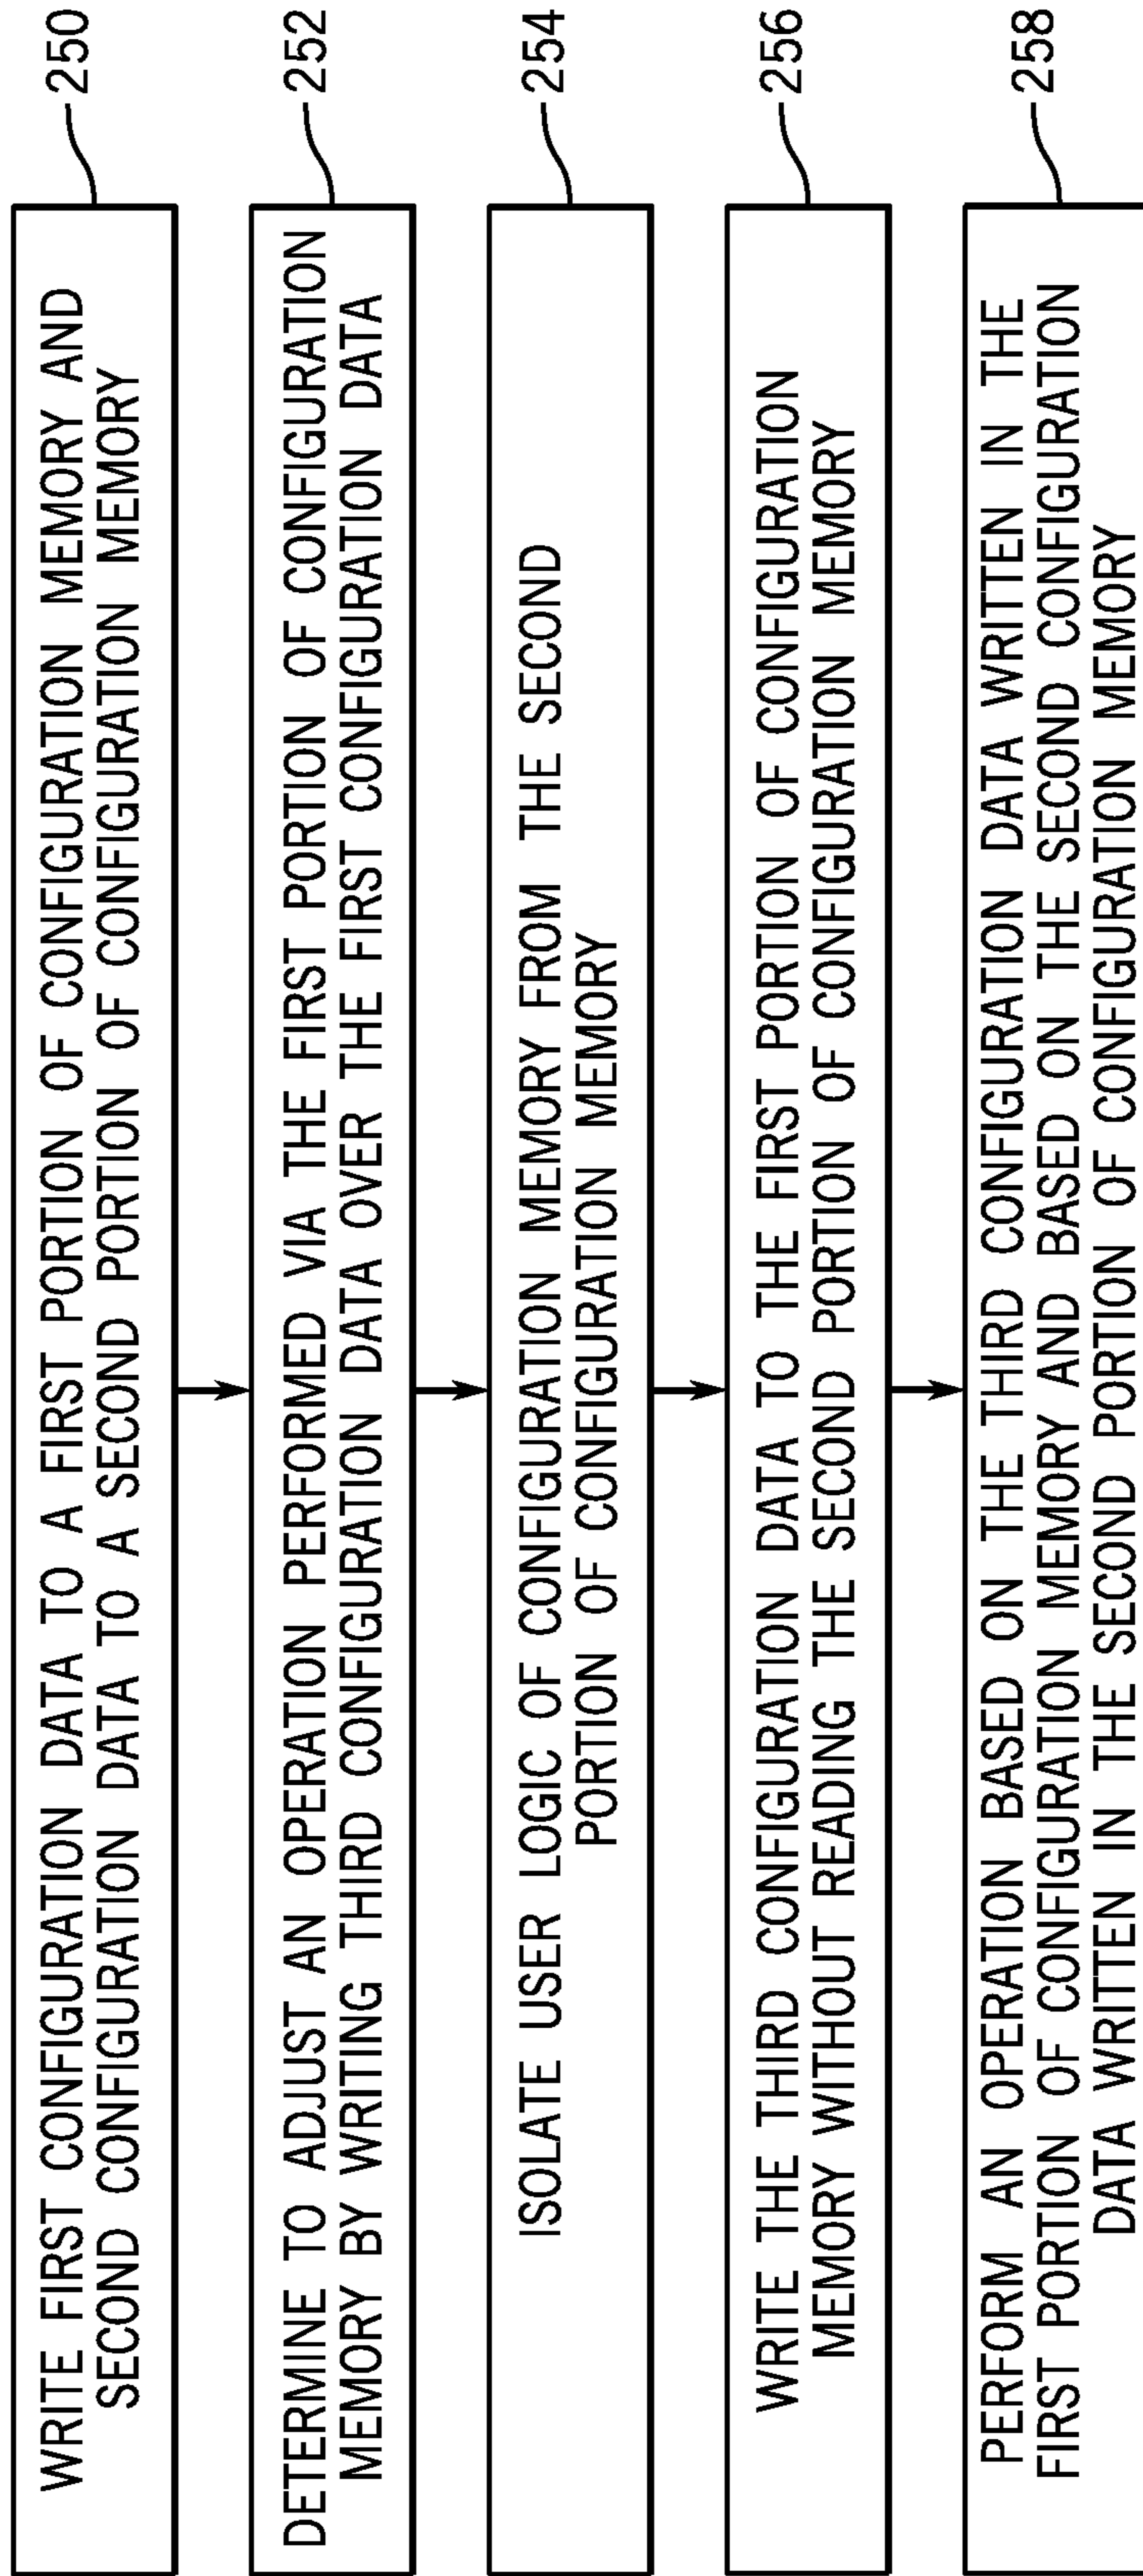 WRITE FIRST CONFIGURATION DATA TO A FIRST PORTION OF CONFIGURATION MEMORY AND
SECOND CONFIGURATION DATA TO A SECOND PORTION OF CONFIGURATION MEMORY
250
DETERMINE TO ADJUST AN OPERATION PERFORMED VIA THE FIRST PORTION OF CONFIGURATION
MEMORY BY WRITING THIRD CONFIGURATION DATA OVER THE FIRST CONFIGURATION DATA
252
ISOLATE USER LOGIC OF CONFIGURATION MEMORY FROM THE SECOND
PORTION OF CONFIGURATION MEMORY
254
WRITE THE THIRD CONFIGURATION DATA TO THE FIRST PORTION OF CONFIGURATION
MEMORY WITHOUT READING THE SECOND PORTION OF CONFIGURATION MEMORY
256
PERFORM AN OPERATION BASED ON THE THIRD CONFIGURATION DATA WRITTEN IN THE
FIRST PORTION OF CONFIGURATION MEMORY AND BASED ON THE SECOND CONFIGURATION
DATA WRITTEN IN THE SECOND PORTION OF CONFIGURATION MEMORY
258